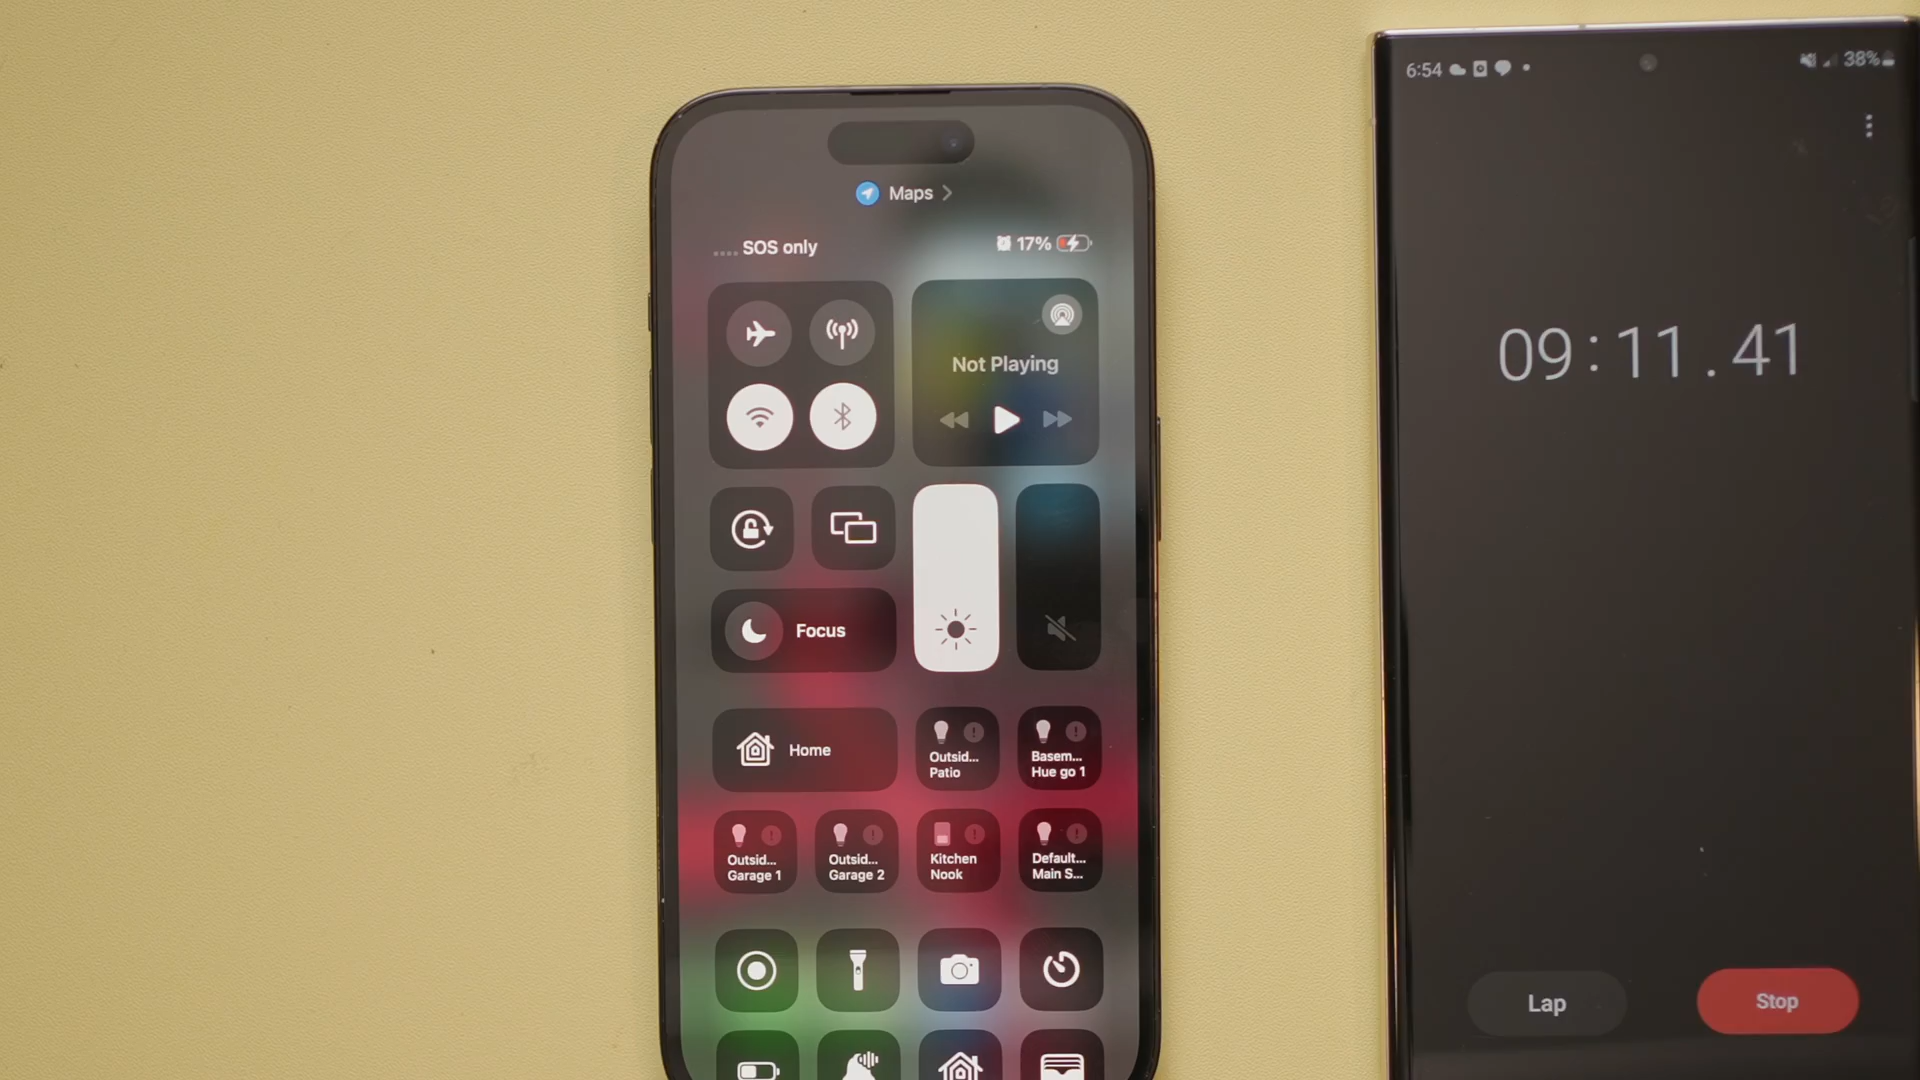 Maps
SOS only
17%
Not Playing
Focus
Home
Outsid...
Patio
Basem...
Hue go 1
Outsid...
Garage 1
Outsid...
Garage 2
Kitchen
Nook
Default...
Main S...
6:54
38%
09:11.41
Lap
Stop